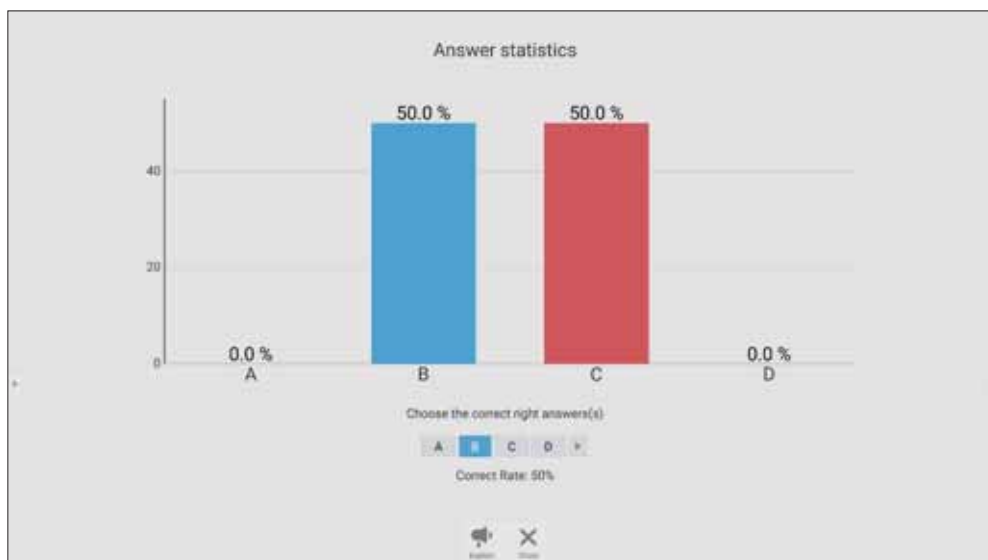 Answer statistics
50.0 % 50.0 %
40
20
0.0 % 0.0 %
0
A B C D
Choose the correct right answers(s)
A B C D
Correct Rate: 50%